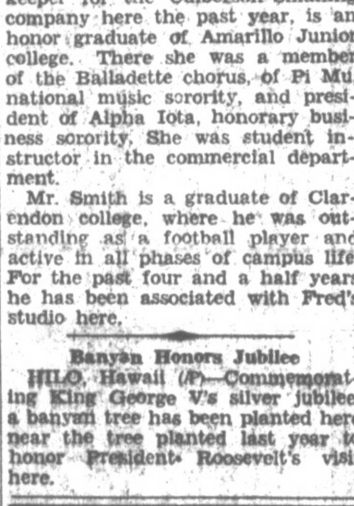 company here the past year, is an
honor graduate of Amarillo Junior
college. There she was a member
of the Balladette chorus, of Pi Mu
national music sorority, and presi-
dent of Alpha Iota, honorary busi-
ness sorority. She was student in-
structor in the commercial depart-
ment.
Mr. Smith is a graduate of Clar-
endon college, where he was out-
standing as a football player and
active in all phases of campus life
For the past four and a half years
he has been associated with Fred's
studio here.
Banyan Honors Jubilee
HILO, Hawaii (AP)—Commemorat-
ing King George V's silver jubilee
a banyan tree has been planted here
near the tree planted last year to
honor President Roosevelt's visi
here.